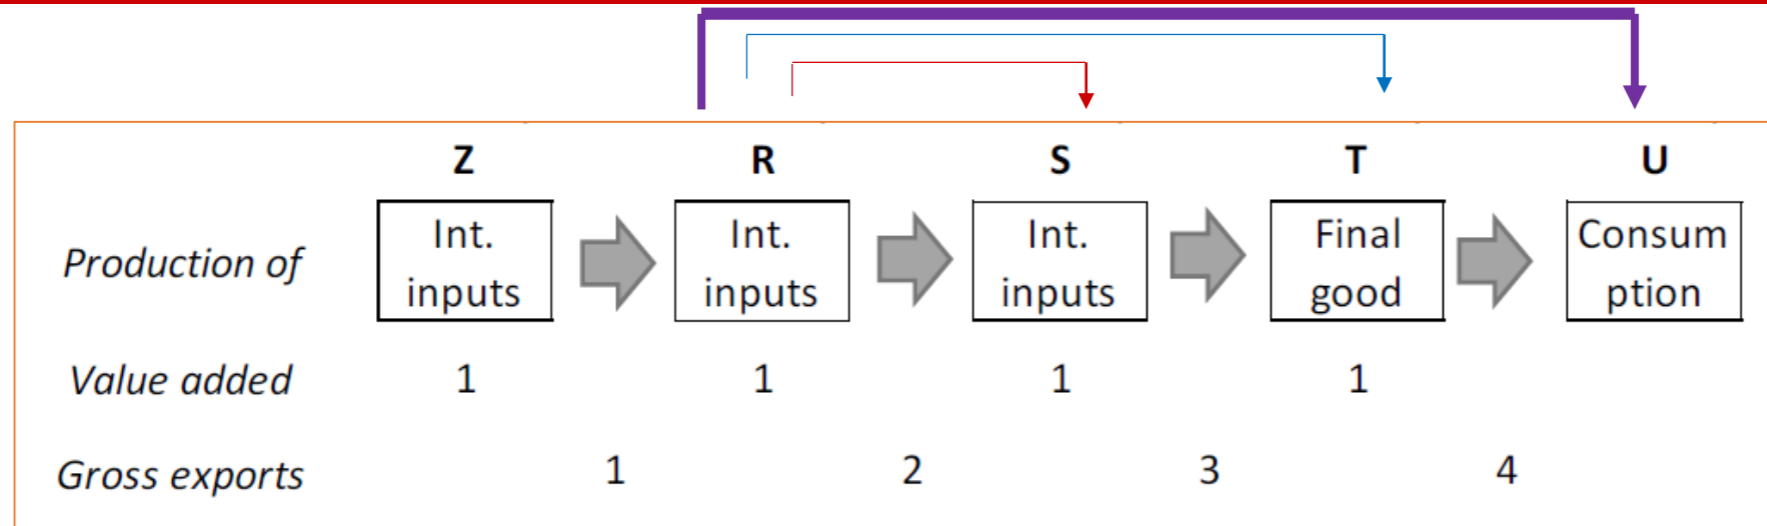 Z R S T U
Production of
Int. inputs
Int. inputs
Int. inputs
Final good
Consum ption
Value added 1 1 1 1
Gross exports 1 2 3 4